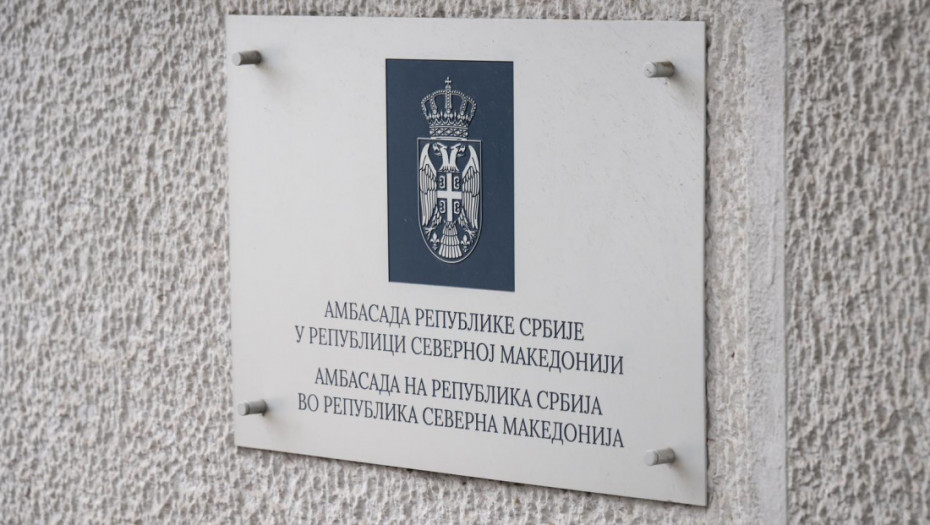 АМБАСАДА РЕПУБЛИКЕ СРБИЈЕ
У РЕПУБЛИЦИ СЕВЕРНОЈ МАКЕДОНИЈИ
АМБАСАДА НА РЕПУБЛИКА СРБИЈА
ВО РЕПУБЛИКА СЕВЕРНА МАКЕДОНИЈА